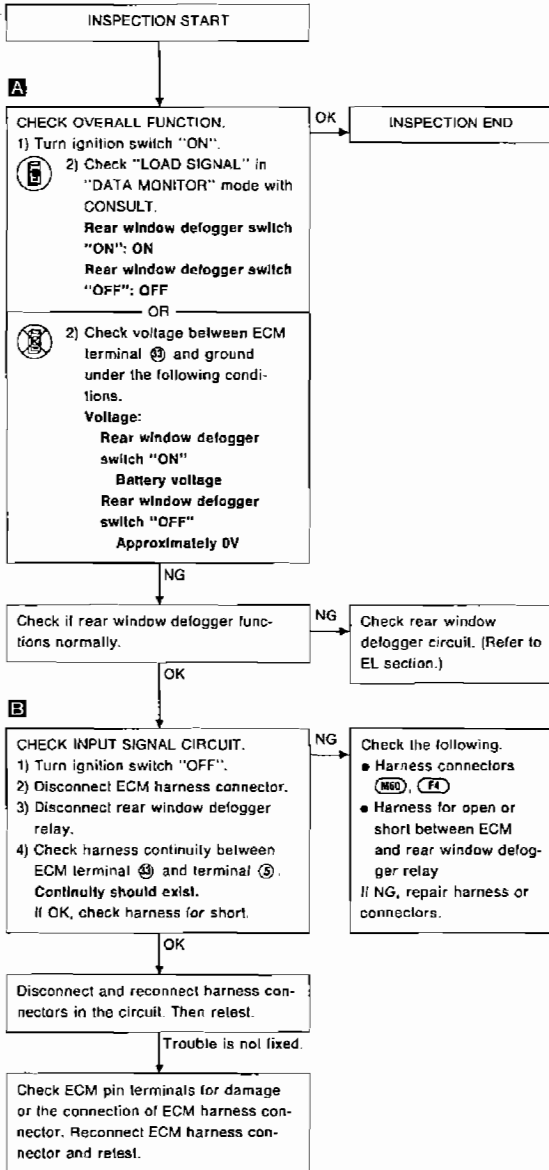 INSPECTION START
A
CHECK OVERALL FUNCTION.
1) Turn ignition switch "ON".
2) Check "LOAD SIGNAL" in
"DATA MONITOR" mode with
CONSULT.
Rear window defogger switch
"ON": ON
Rear window defogger switch
"OFF": OFF
OR
2) Check voltage between ECM
terminal ㉝ and ground
under the following condi-
tions.
Voltage:
Rear window defogger
switch "ON"
Battery voltage
Rear window defogger
switch "OFF"
Approximately 0V
OK
INSPECTION END
NG
Check if rear window defogger func-
tions normally.
NG
Check rear window
defogger circuit. (Refer to
EL section.)
OK
B
CHECK INPUT SIGNAL CIRCUIT.
1) Turn ignition switch "OFF".
2) Disconnect ECM harness connector.
3) Disconnect rear window defogger
relay.
4) Check harness continuity between
ECM terminal ㉝ and terminal ⑤.
Continuity should exist.
If OK, check harness for short.
NG
Check the following.
● Harness connectors
M60, F4
● Harness for open or
short between ECM
and rear window defog-
ger relay
If NG, repair harness or
connectors.
OK
Disconnect and reconnect harness con-
nectors in the circuit. Then retest.
Trouble is not fixed.
Check ECM pin terminals for damage
or the connection of ECM harness con-
nector. Reconnect ECM harness con-
nector and retest.